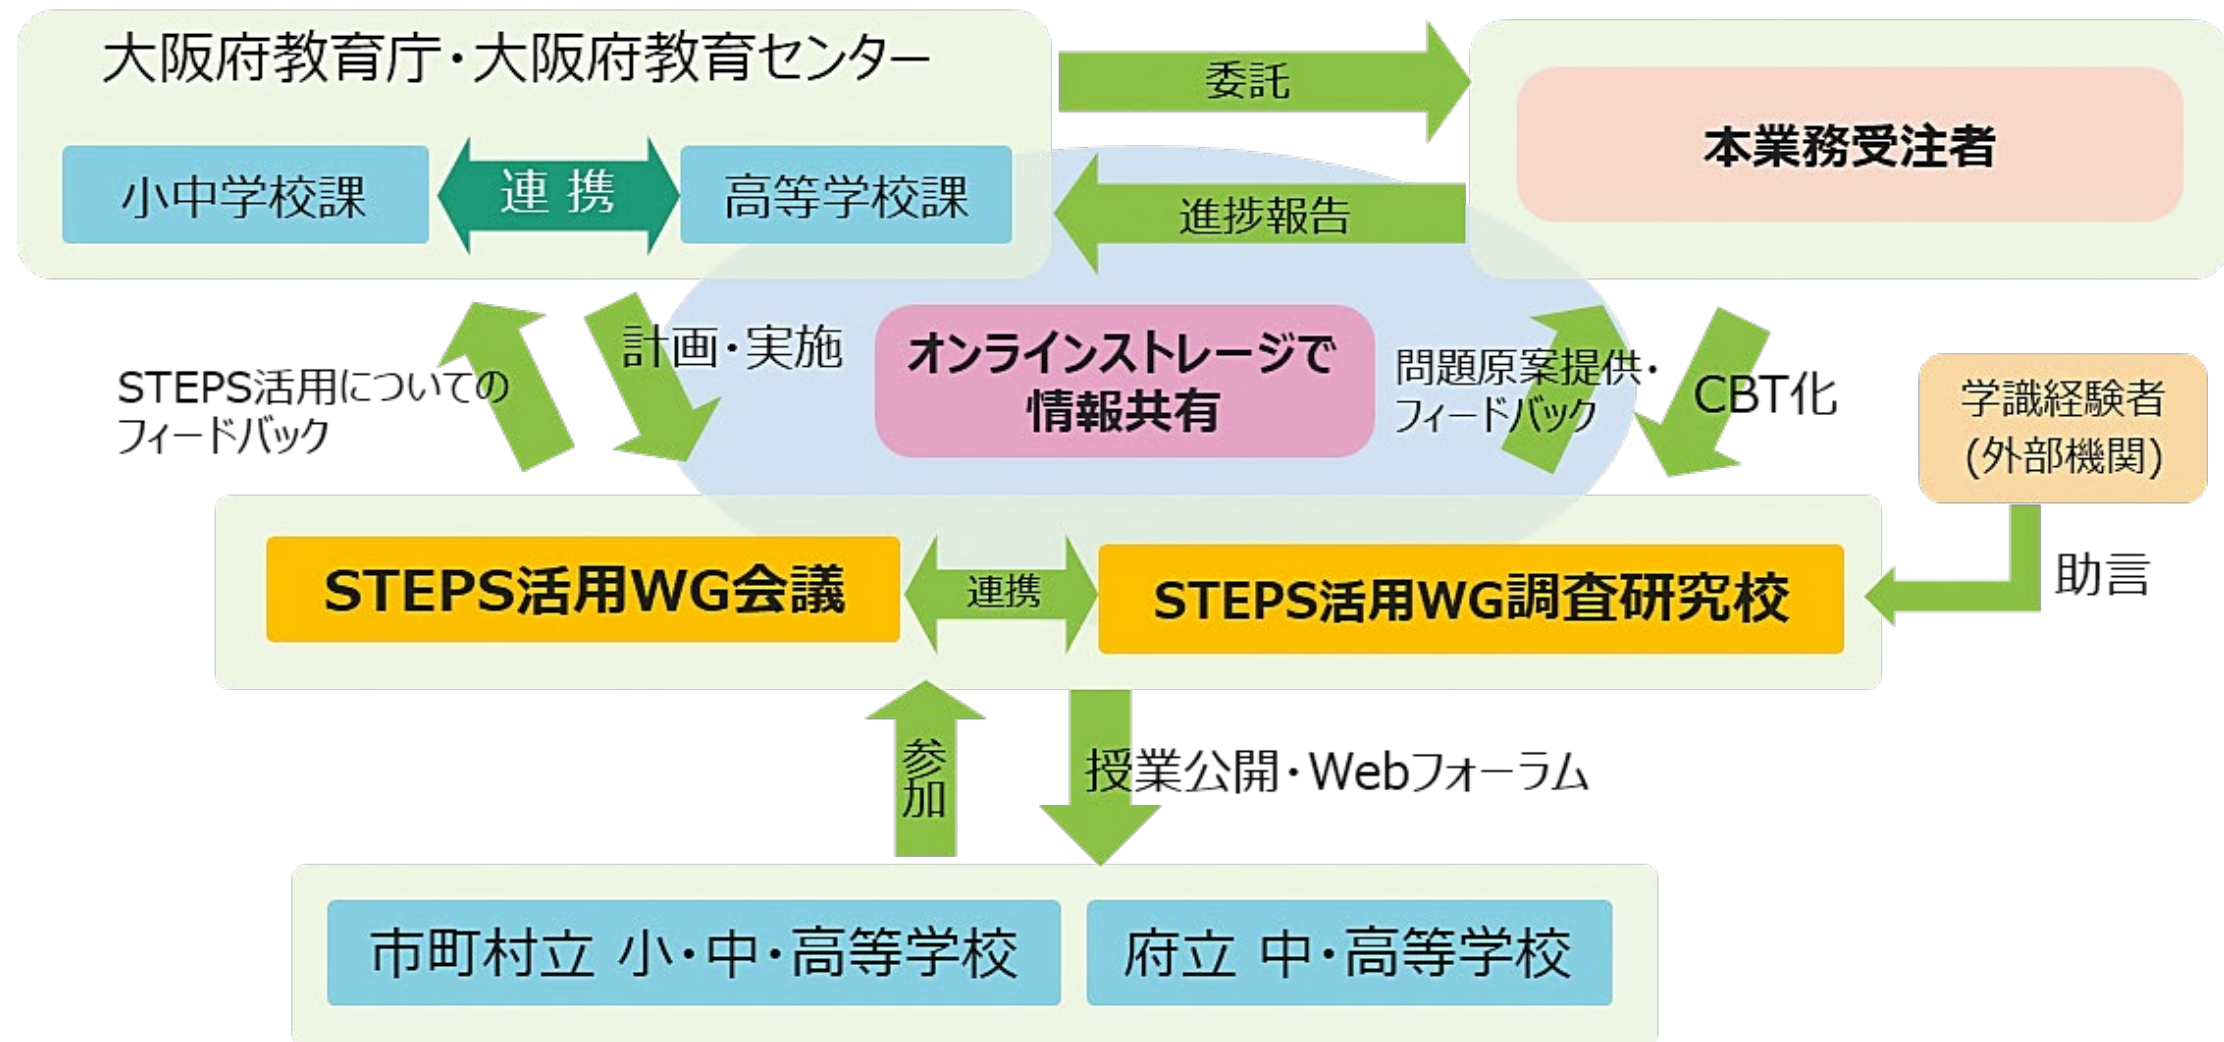 大阪府教育庁・大阪府教育センター
委託
本業務受注者
小中学校課
連 携
高等学校課
進捗報告
計画・実施
オンラインストレージで
情報共有
STEPS活用についての
フィードバック
問題原案提供・
フィードバック
CBT化
学識経験者
(外部機関)
STEPS活用WG会議
連携
STEPS活用WG調査研究校
助言
参
加
授業公開・Webフォーラム
市町村立 小・中・高等学校
府立 中・高等学校